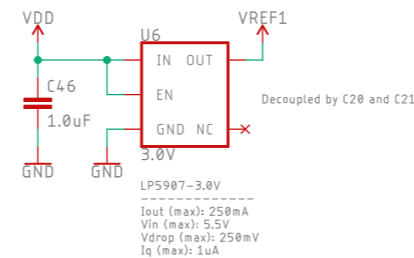 VDD
VREF1
U6
IN OUT
C46
EN
Decoupled by C20 and C21
1.0uF
GND NC
3.0V
GND
GND
LP5907-3.0V
--------------
Iout (max): 250mA
Vin (max): 5.5V
Vdrop (max): 250mV
Iq (max): 1uA